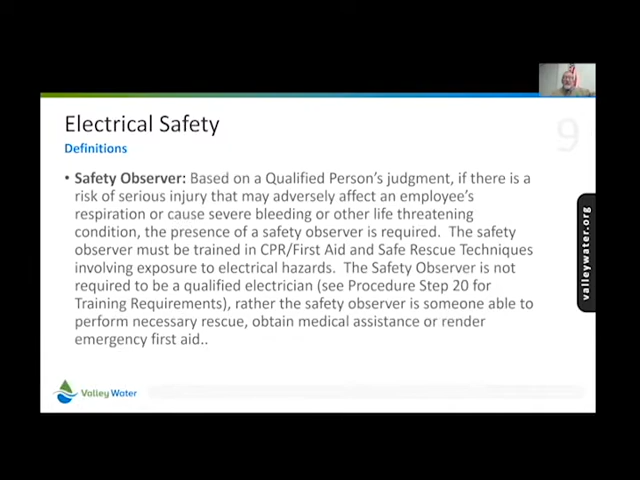 Electrical Safety
9
Definitions
• Safety Observer: Based on a Qualified Person's judgment, if there is a
risk of serious injury that may adversely affect an employee's
respiration or cause severe bleeding or other life threatening
condition, the presence of a safety observer is required.  The safety
observer must be trained in CPR/First Aid and Safe Rescue Techniques
involving exposure to electrical hazards.  The Safety Observer is not
required to be a qualified electrician (see Procedure Step 20 for
Training Requirements), rather the safety observer is someone able to
perform necessary rescue, obtain medical assistance or render
emergency first aid..
valleywater.org
Valley Water